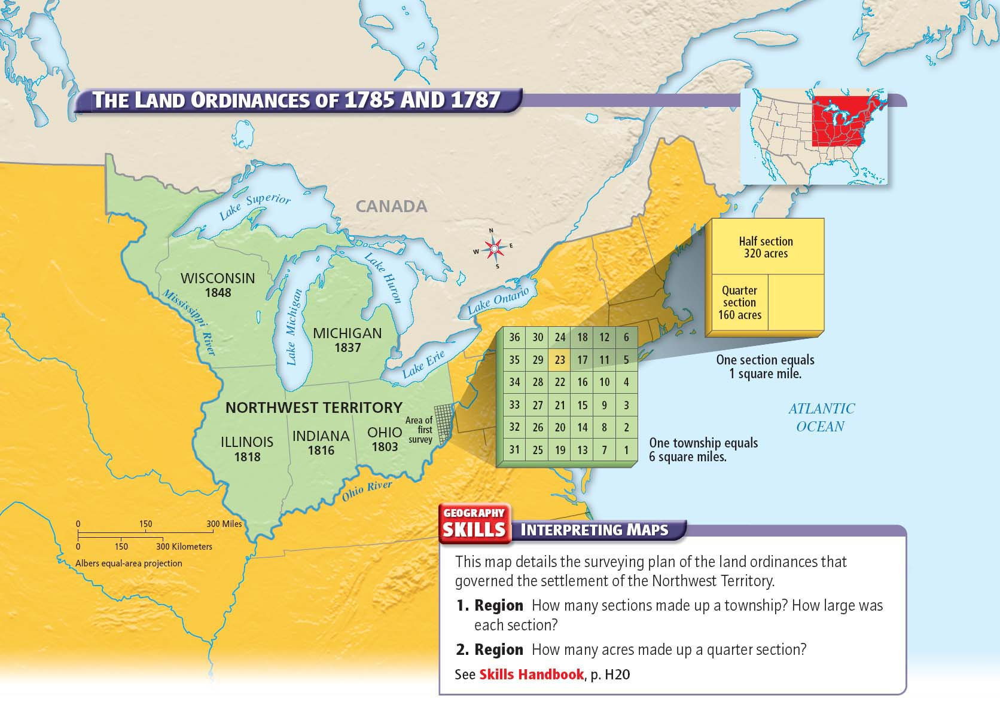 THE LAND ORDINANCES OF 1785 AND 1787
CANADA
Lake Superior
N
W
E
S
WISCONSIN
1848
Mississippi River
Lake Michigan
Lake Huron
MICHIGAN
1837
Lake Ontario
Lake Erie
NORTHWEST TERRITORY
ILLINOIS
1818
INDIANA
1816
OHIO
1803
Area of
first
survey
Ohio River
Half section
320 acres
Quarter
section
160 acres
One section equals
1 square mile.
36 30 24 18 12 6
35 29 23 17 11 5
34 28 22 16 10 4
33 27 21 15 9 3
32 26 20 14 8 2
31 25 19 13 7 1
One township equals
6 square miles.
ATLANTIC
OCEAN
0 150 300 Miles
0 150 300 Kilometers
Albers equal-area projection
GEOGRAPHY
SKILLS
INTERPRETING MAPS
This map details the surveying plan of the land ordinances that
governed the settlement of the Northwest Territory.
1. Region How many sections made up a township? How large was
each section?
2. Region How many acres made up a quarter section?
See Skills Handbook, p. H20